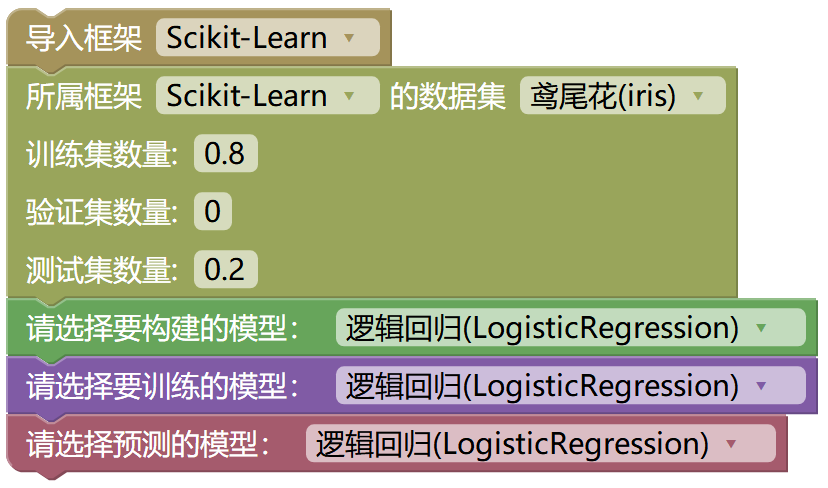 导入框架 Scikit-Learn
所属框架 Scikit-Learn 的数据集 鸢尾花(iris)
训练集数量: 0.8
验证集数量: 0
测试集数量: 0.2
请选择要构建的模型： 逻辑回归(LogisticRegression)
请选择要训练的模型： 逻辑回归(LogisticRegression)
请选择预测的模型： 逻辑回归(LogisticRegression)